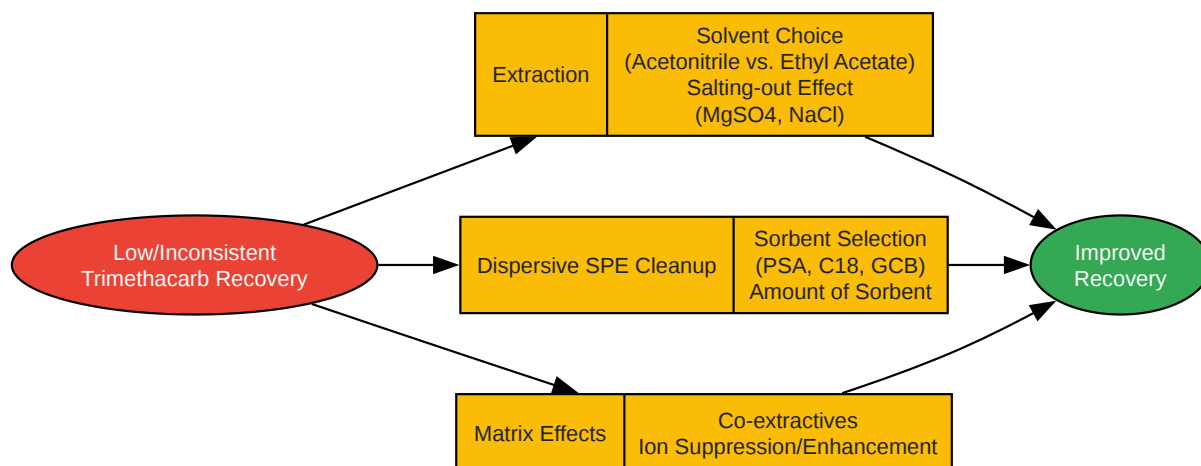 Extraction
Solvent Choice
(Acetonitrile vs. Ethyl Acetate)
Salting-out Effect
(MgSO4, NaCl)
Low/Inconsistent
Trimethacarb Recovery
Dispersive SPE Cleanup
Sorbent Selection
(PSA, C18, GCB)
Amount of Sorbent
Improved
Recovery
Matrix Effects
Co-extractives
Ion Suppression/Enhancement